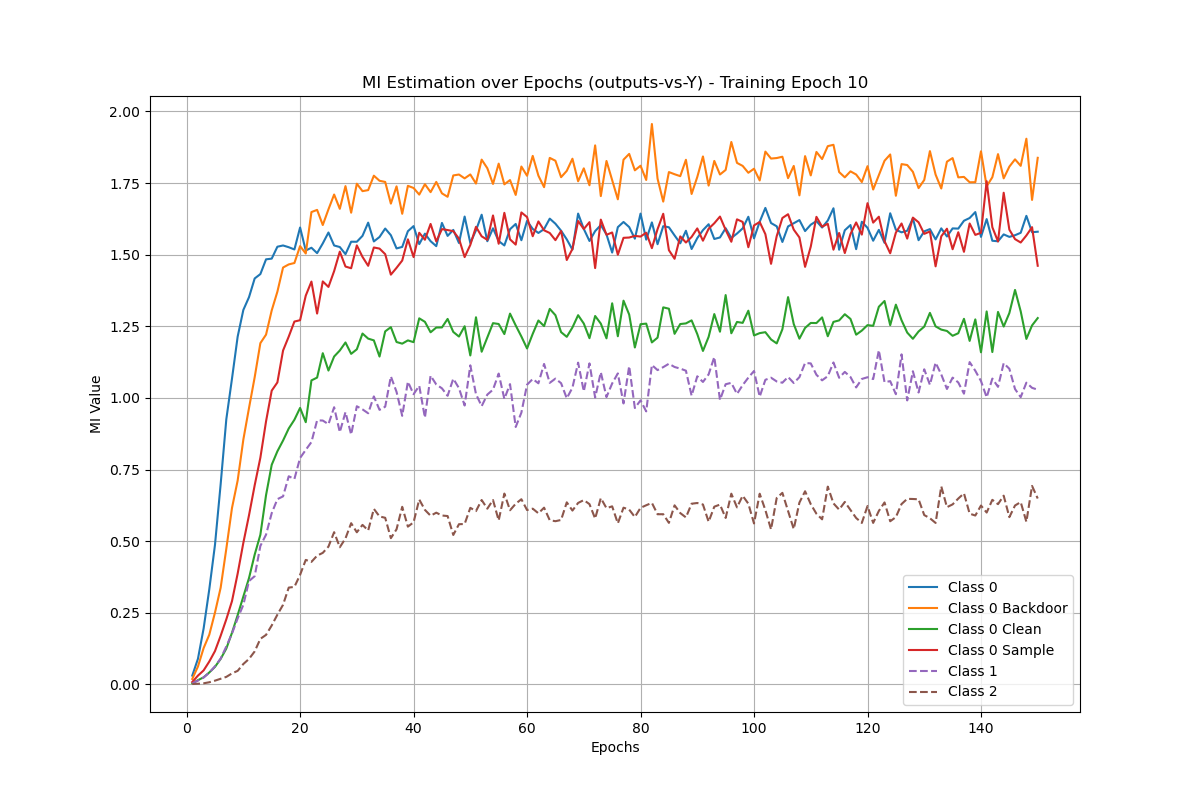 MI Estimation over Epochs (outputs-vs-Y) - Training Epoch 10
2.00
1.75
1.50
1.25
1.00
0.75
0.50
0.25
0.00
MI Value
Class 0
Class 0 Backdoor
Class 0 Clean
Class 0 Sample
Class 1
Class 2
0 20 40 60 80 100 120 140
Epochs